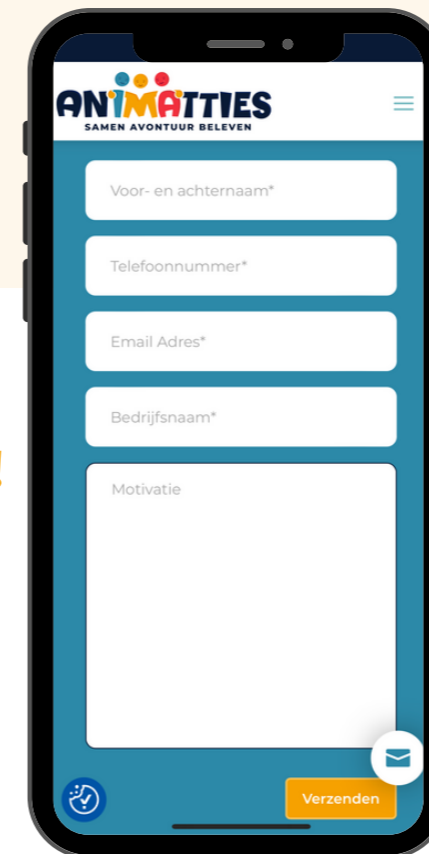 ANIMATTIES
SAMEN AVONTUUR BELEVEN
Voor- en achternaam*
Telefoonnummer*
Email Adres*
Bedrijfsnaam*
!
Motivatie
Verzenden